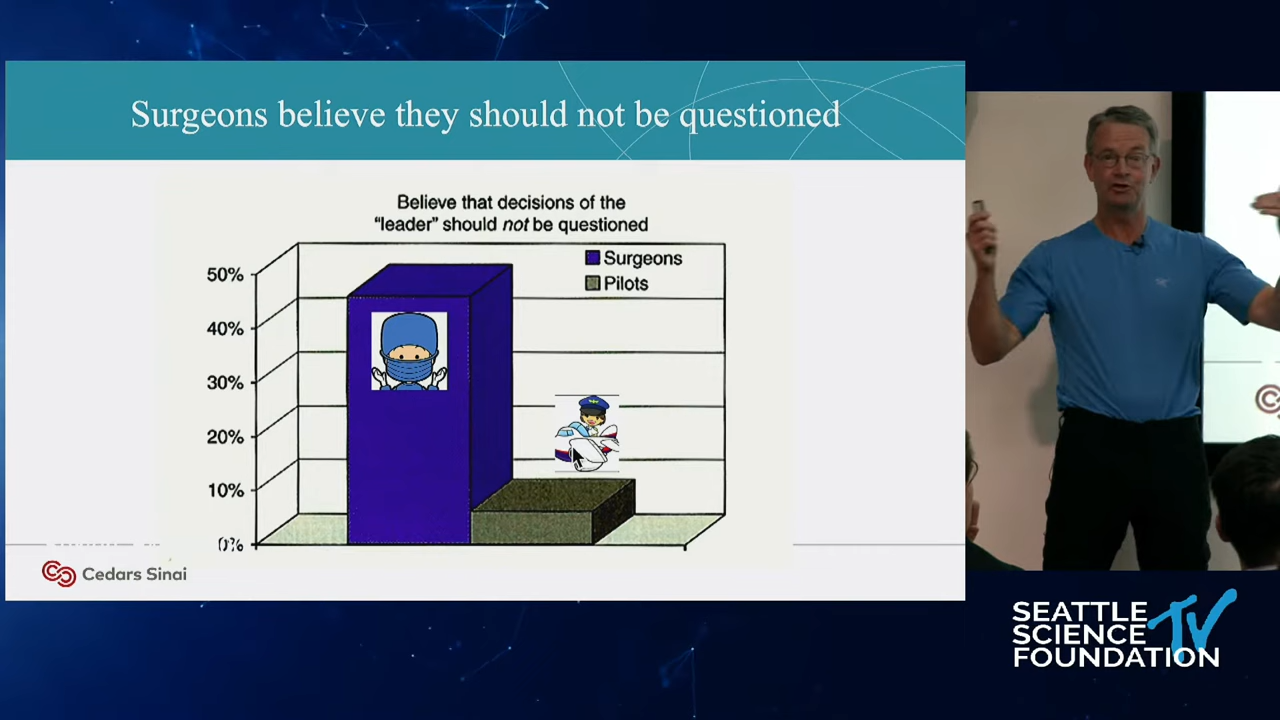 Surgeons believe they should not be questioned
Believe that decisions of the
“leader” should not be questioned
Surgeons
Pilots
50%
40%
30%
20%
10%
0%
Cedars Sinai
SEATTLE
SCIENCE TV
FOUNDATION